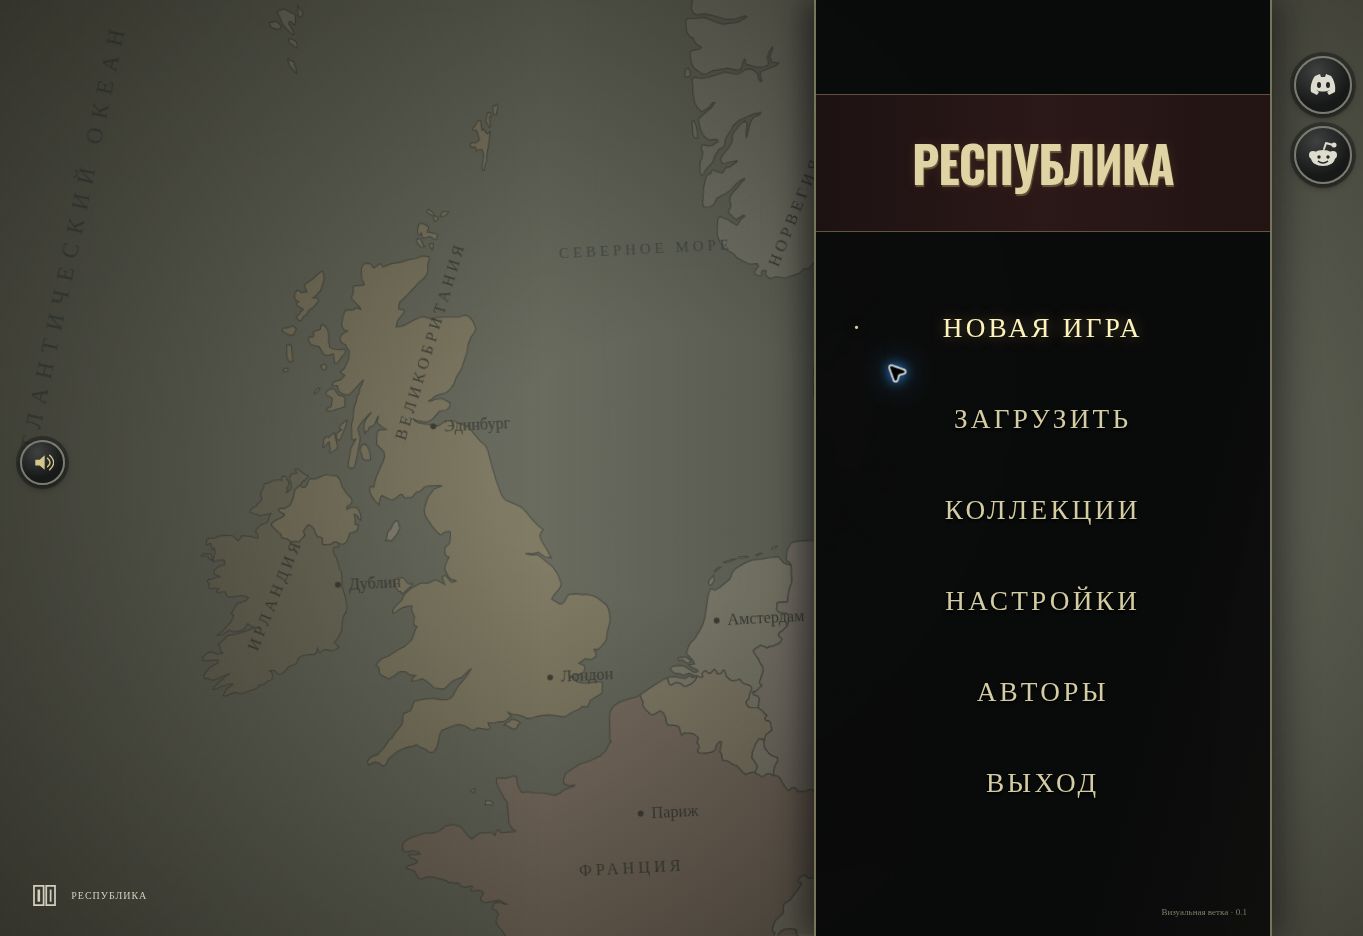 АТЛАНТИЧЕСКИЙ ОКЕАН
СЕВЕРНОЕ МОРЕ
НОРВЕГИЯ
ВЕЛИКОБРИТАНИЯ
Эдинбург
ИРЛАНДИЯ
Дублин
Амстердам
Лондон
Париж
ФРАНЦИЯ
РЕСПУБЛИКА
РЕСПУБЛИКА
НОВАЯ ИГРА
ЗАГРУЗИТЬ
КОЛЛЕКЦИИ
НАСТРОЙКИ
АВТОРЫ
ВЫХОД
Визуальная ветка · 0.1